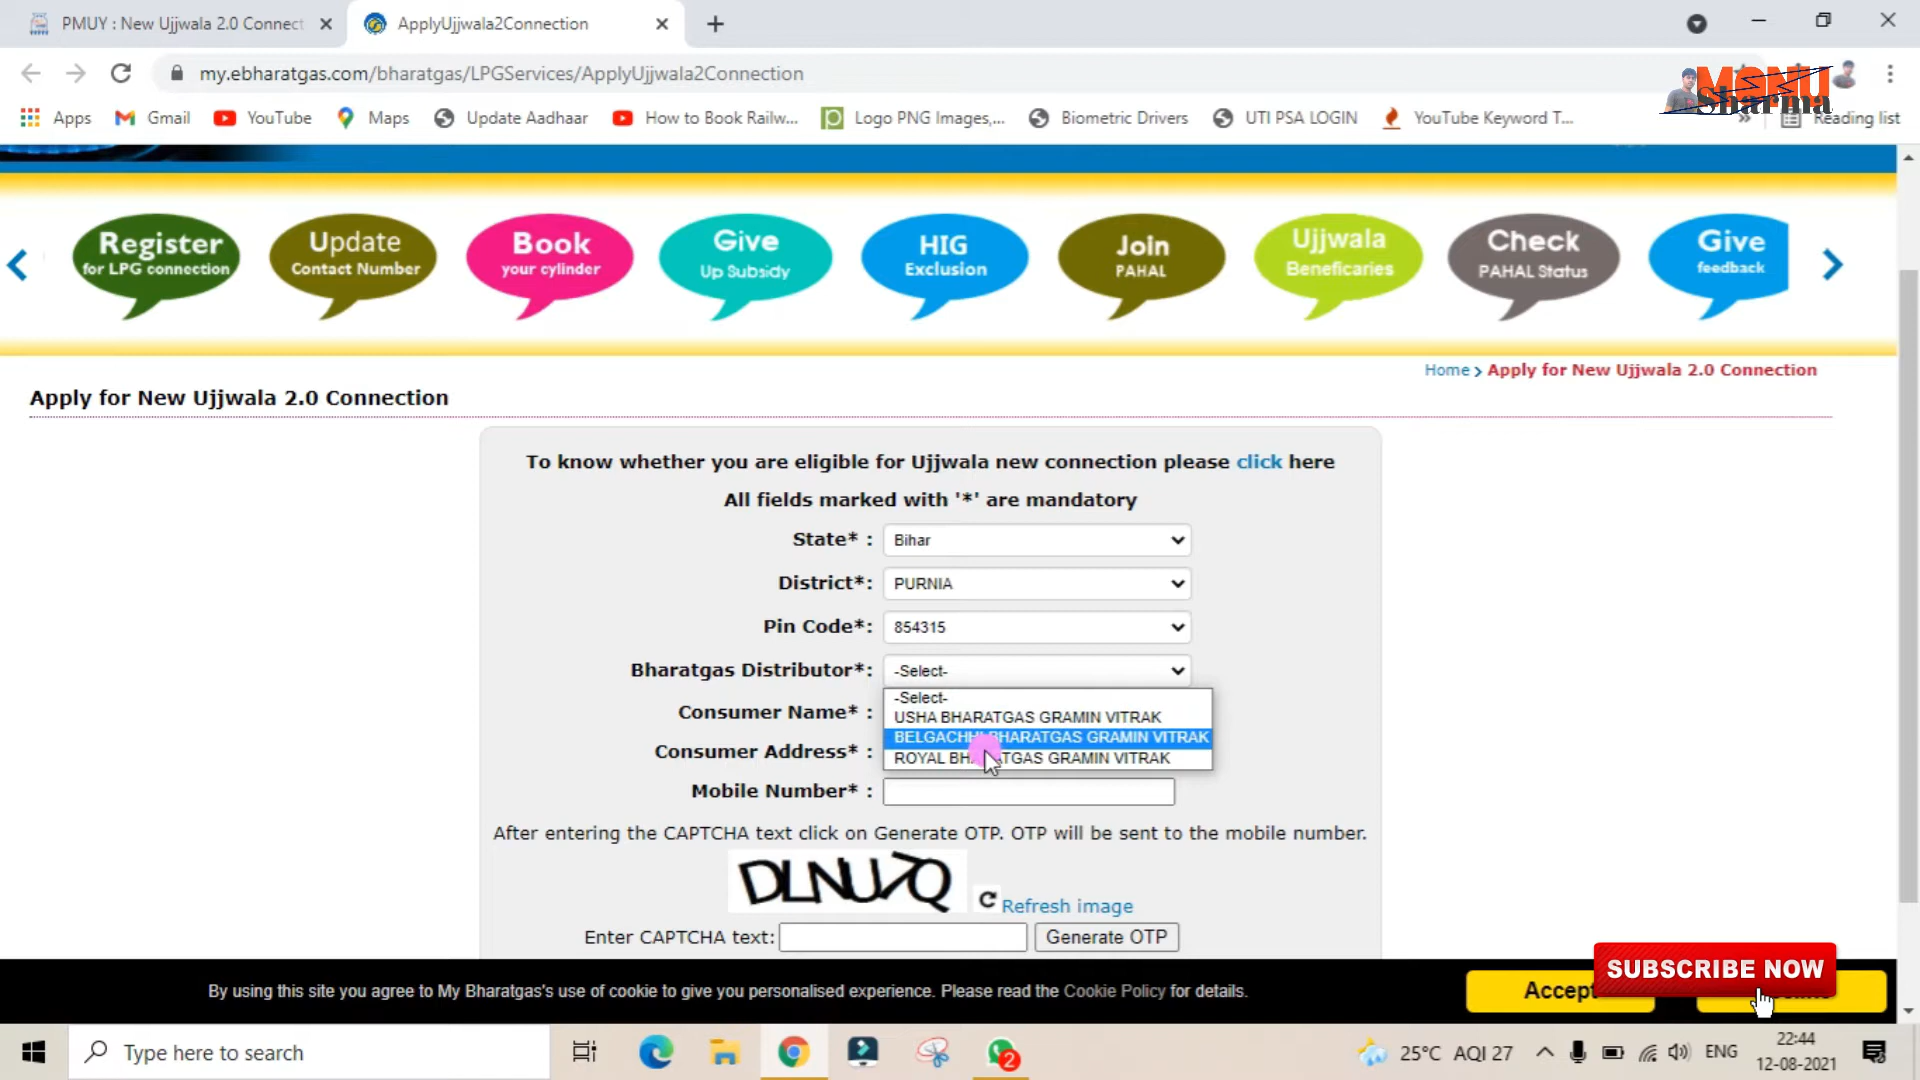 PMUY : New Ujjwala 2.0 Connect
ApplyUjjwala2Connection
my.ebharatgas.com/bharatgas/LPGServices/ApplyUjjwala2Connection
MONU
Sharma
Apps
Gmail
YouTube
Maps
Update Aadhaar
How to Book Railw...
Logo PNG Images,...
Biometric Drivers
UTI PSA LOGIN
YouTube Keyword T...
Reading list
Register
for LPG connection
Update
Contact Number
Book
your cylinder
Give
Up Subsidy
HIG
Exclusion
Join
PAHAL
Ujjwala
Beneficaries
Check
PAHAL Status
Give
feedback
Home > Apply for New Ujjwala 2.0 Connection
Apply for New Ujjwala 2.0 Connection
To know whether you are eligible for Ujjwala new connection please click here
All fields marked with '*' are mandatory
State* : Bihar
District*: PURNIA
Pin Code*: 854315
Bharatgas Distributor*: -Select-
-Select-
USHA BHARATGAS GRAMIN VITRAK
Consumer Name* :
BELGACHHI BHARATGAS GRAMIN VITRAK
Consumer Address* :
ROYAL BHARATGAS GRAMIN VITRAK
Mobile Number* :
After entering the CAPTCHA text click on Generate OTP. OTP will be sent to the mobile number.
Refresh image
Enter CAPTCHA text: Generate OTP
By using this site you agree to My Bharatgas's use of cookie to give you personalised experience. Please read the Cookie Policy for details.
Accept
SUBSCRIBE NOW
Type here to search
2
25°C AQI 27
ENG
22:44
12-08-2021